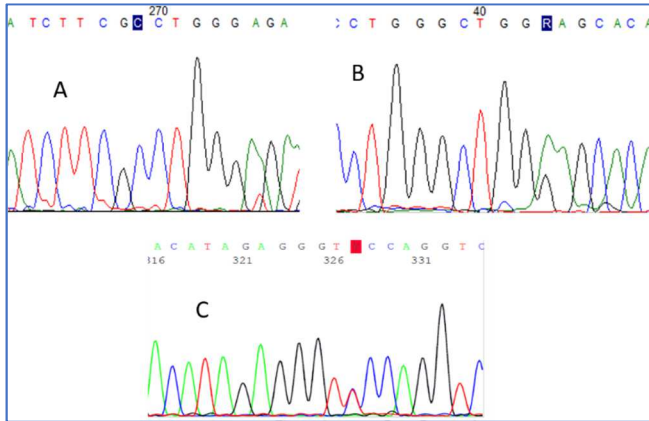 270
A T C T T C G C C T G G G A G A
A
40
C C T G G G C T G G R A G C A C A
B
A C A T A G A G G G T C C A G G T C
316 321 326 331
C